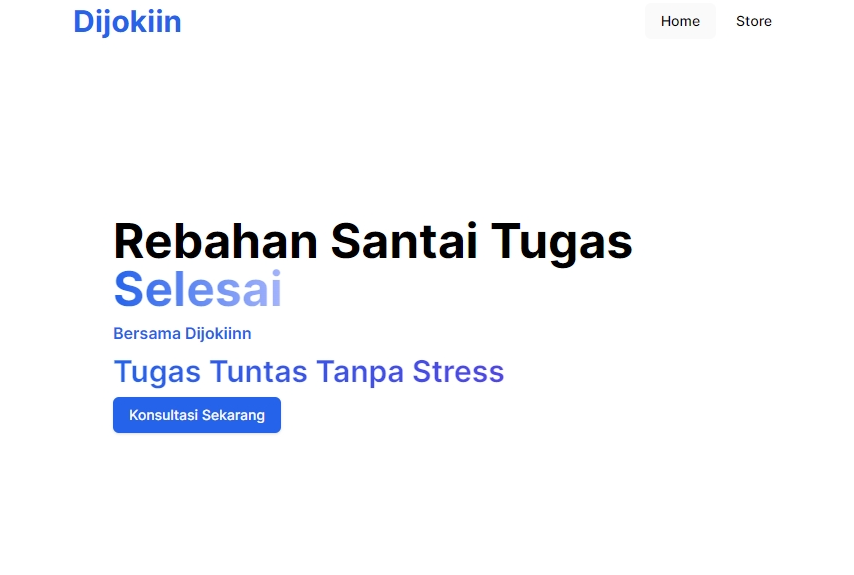 Dijokiin
Home
Store
Rebahan Santai Tugas
Selesai
Bersama Dijokiinn
Tugas Tuntas Tanpa Stress
Konsultasi Sekarang